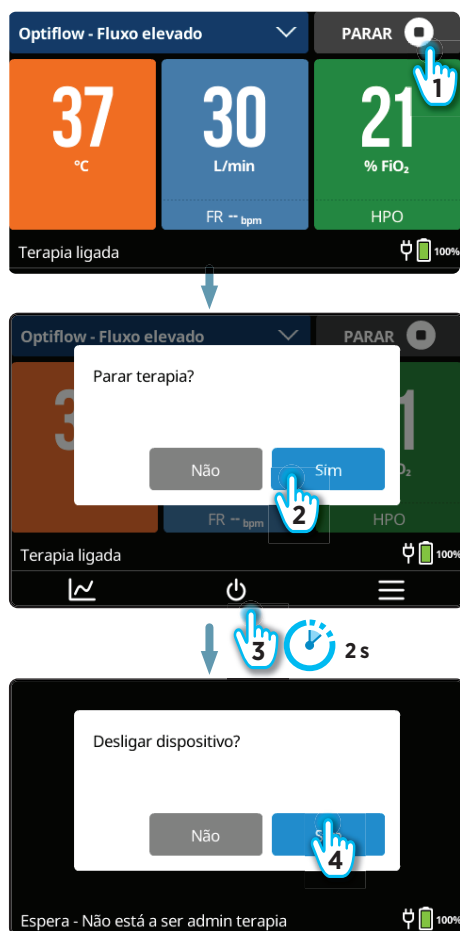 Optiflow - Fluxo elevado
PARAR
1
37
°C
30
L/min
FR -- bpm
21
% FiO₂
HPO
Terapia ligada
100%
Optiflow - Fluxo elevado
PARAR
Parar terapia?
Não
Sim
2
FR -- bpm
HPO
Terapia ligada
100%
3
2 s
Desligar dispositivo?
Não
4
Espera - Não está a ser admin terapia
100%